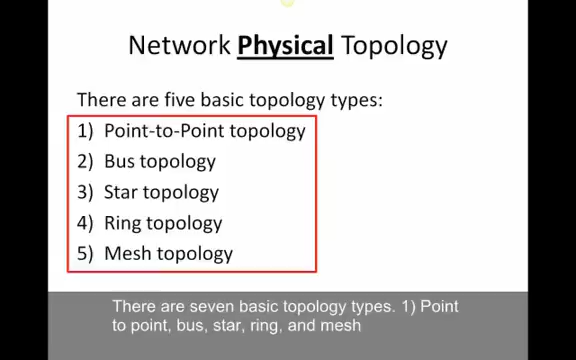 Network Physical Topology
There are five basic topology types:
1) Point-to-Point topology
2) Bus topology
3) Star topology
4) Ring topology
5) Mesh topology
There are seven basic topology types. 1) Point
to point, bus, star, ring, and mesh